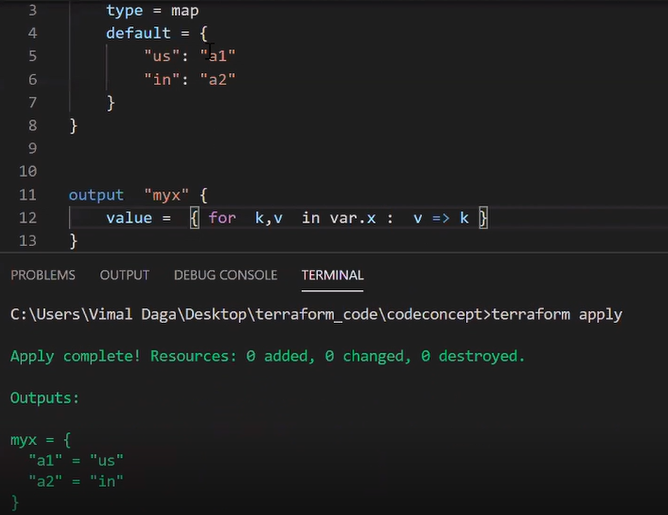 3 type = map
4 default = {
5 "us": "a1"
6 "in": "a2"
7 }
8 }
9
10
11 output "myx" {
12 value = { for k,v in var.x : v => k }
13 }
PROBLEMS OUTPUT DEBUG CONSOLE TERMINAL
C:\Users\Vimal Daga\Desktop\terraform_code\codeconcept>terraform apply
Apply complete! Resources: 0 added, 0 changed, 0 destroyed.
Outputs:
myx = {
"a1" = "us"
"a2" = "in"
}